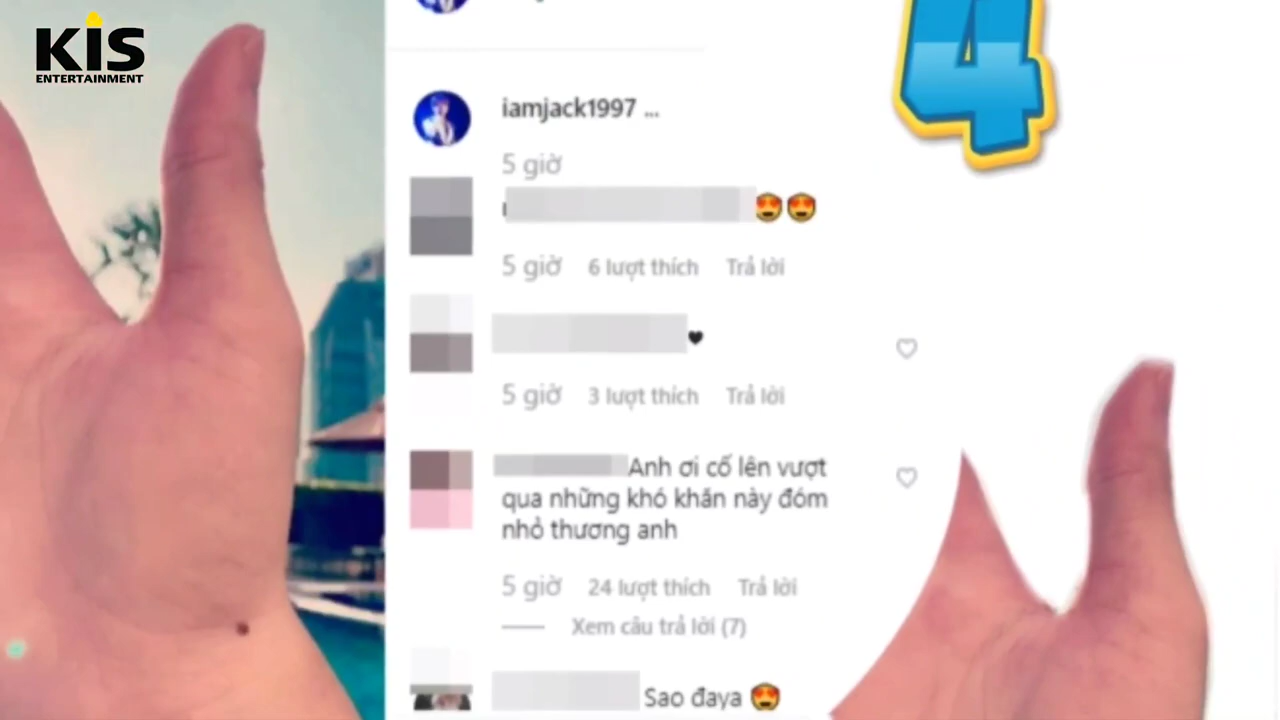 KiS
ENTERTAINMENT
4
iamjack1997 ...
5 giờ
😍😍
5 giờ 6 lượt thích Trả lời
🖤
5 giờ 3 lượt thích Trả lời
Anh ơi cố lên vượt
qua những khó khăn này đóm
nhỏ thương anh
5 giờ 24 lượt thích Trả lời
Xem câu trả lời (7)
Sao đaya 😍